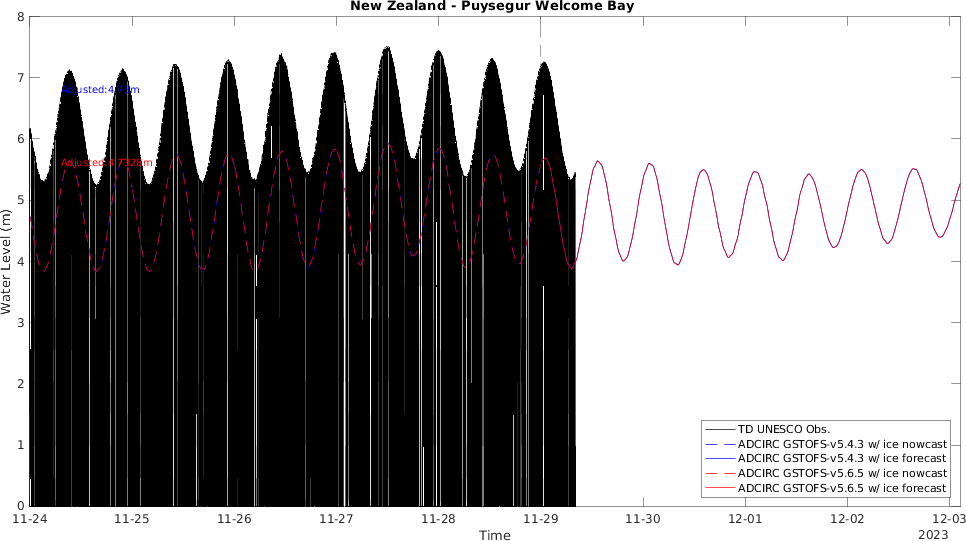 New Zealand - Puysegur Welcome Bay
8
7
6
5
4
3
2
1
0
Water Level (m)
Adjusted:4.7328m
TD UNESCO Obs.
ADCIRC GSTOFS-v5.4.3 w/ ice nowcast
ADCIRC GSTOFS-v5.4.3 w/ ice forecast
ADCIRC GSTOFS-v5.6.5 w/ ice nowcast
ADCIRC GSTOFS-v5.6.5 w/ ice forecast
11-24 11-25 11-26 11-27 11-28 11-29 11-30 12-01 12-02 12-03
Time
2023